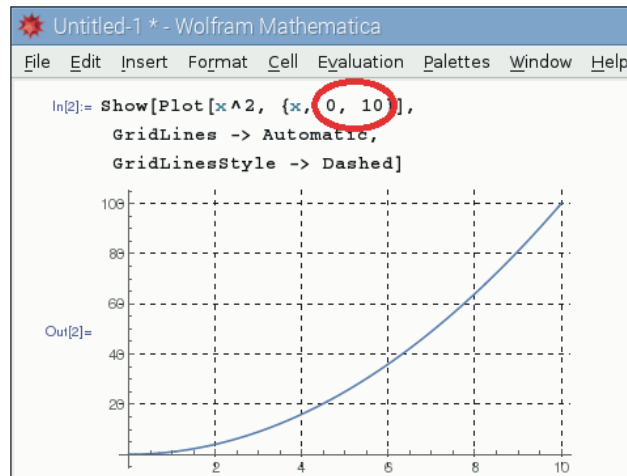 Untitled-1 * - Wolfram Mathematica
File Edit Insert Format Cell Evaluation Palettes Window Help
In[2]:= Show[Plot[x^2, {x, 0, 10}],
GridLines -> Automatic,
GridLinesStyle -> Dashed]
100
80
60
Out[2]=
40
20
2 4 6 8 10